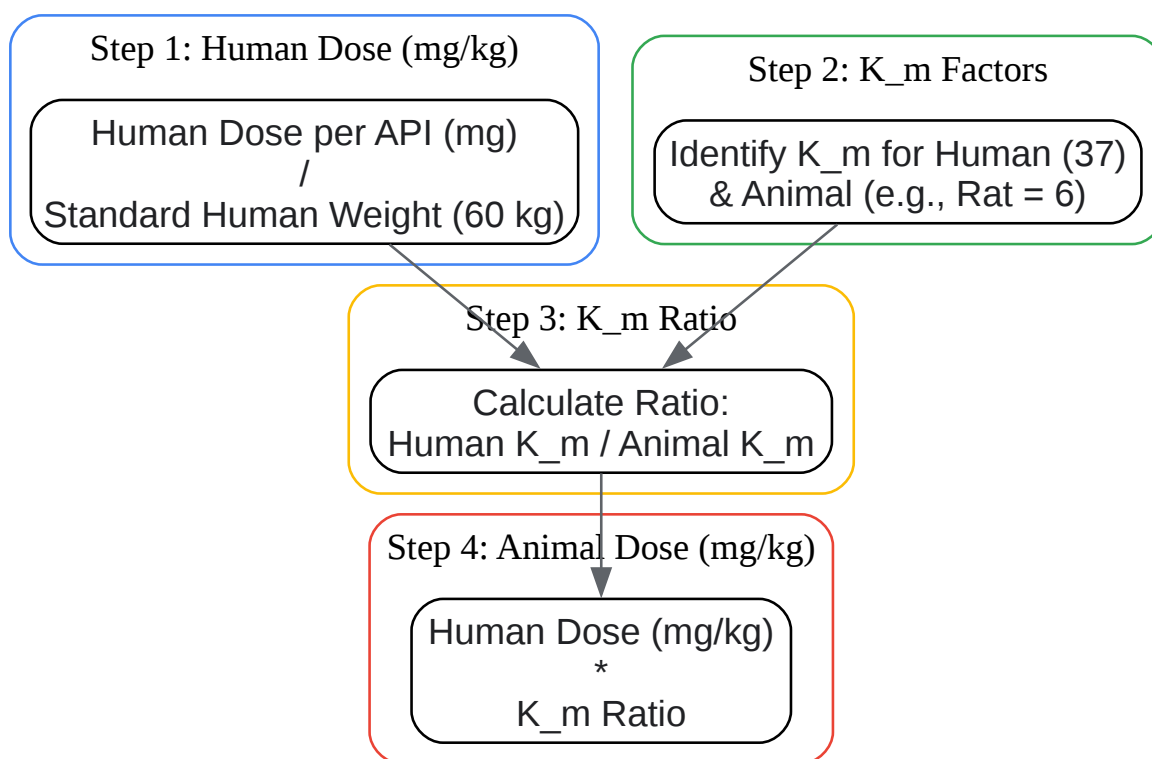 Step 1: Human Dose (mg/kg)
Human Dose per API (mg)
/
Standard Human Weight (60 kg)
Step 2: K_m Factors
Identify K_m for Human (37)
& Animal (e.g., Rat = 6)
Step 3: K_m Ratio
Calculate Ratio:
Human K_m / Animal K_m
Step 4: Animal Dose (mg/kg)
Human Dose (mg/kg)
*
K_m Ratio